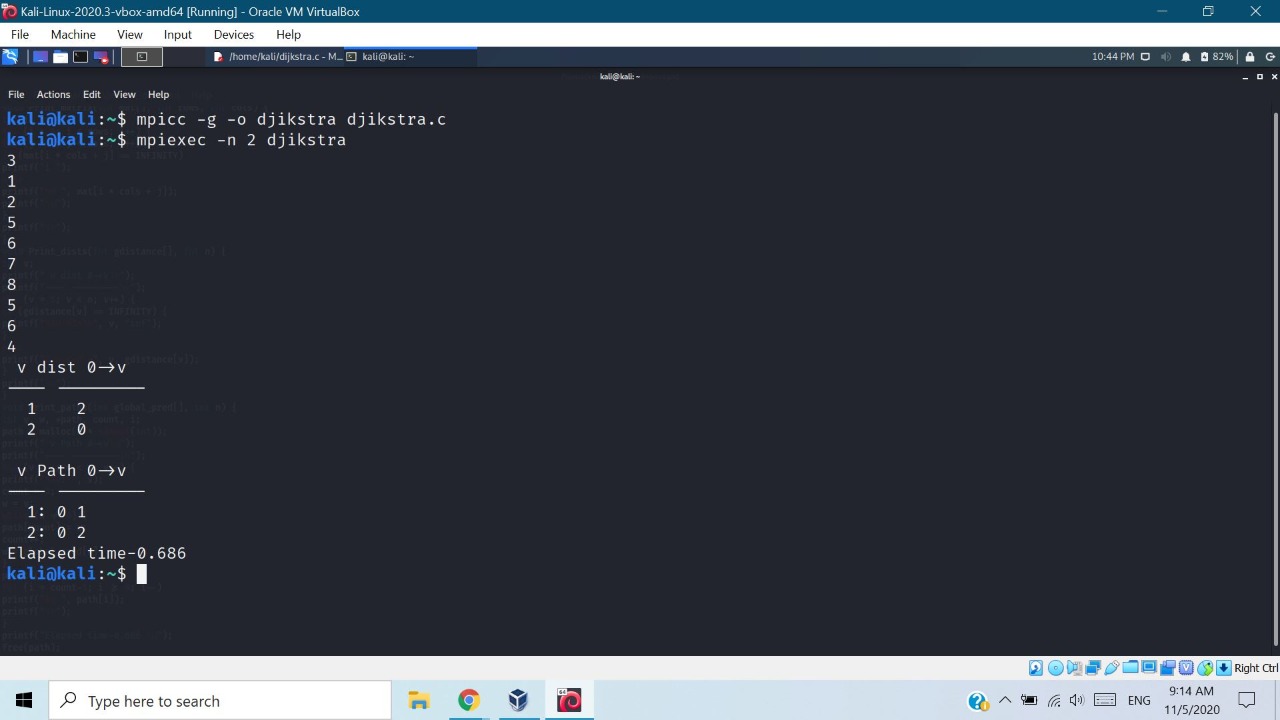 Kali-Linux-2020.3-vbox-amd64 [Running] - Oracle VM VirtualBox
File Machine View Input Devices Help
/home/kali/dijkstra.c - M... kali@kali: ~ 10:44 PM 82%
kali@kali: ~
File Actions Edit View Help
kali@kali:~$ mpicc -g -o djikstra djikstra.c
kali@kali:~$ mpiexec -n 2 djikstra
3
1
2
5
6
7
8
5
6
4
v dist 0->v
---- ---------
1 2
2 0
v Path 0->v
---- ---------
1: 0 1
2: 0 2
Elapsed time-0.686
kali@kali:~$
Right Ctrl
Type here to search
ENG
9:14 AM
11/5/2020